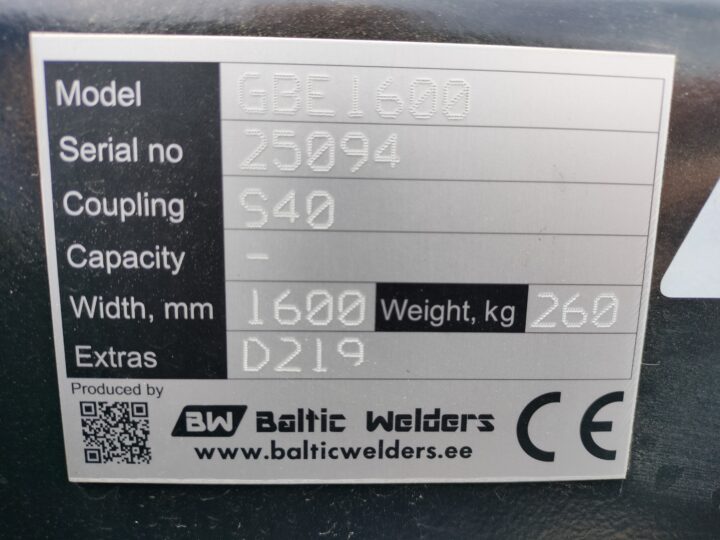 Model GBE1600
Serial no 25094
Coupling S40
Capacity -
Width, mm 1600 Weight, kg 260
Extras D219
Produced by
BW Baltic Welders CE
www.balticwelders.ee